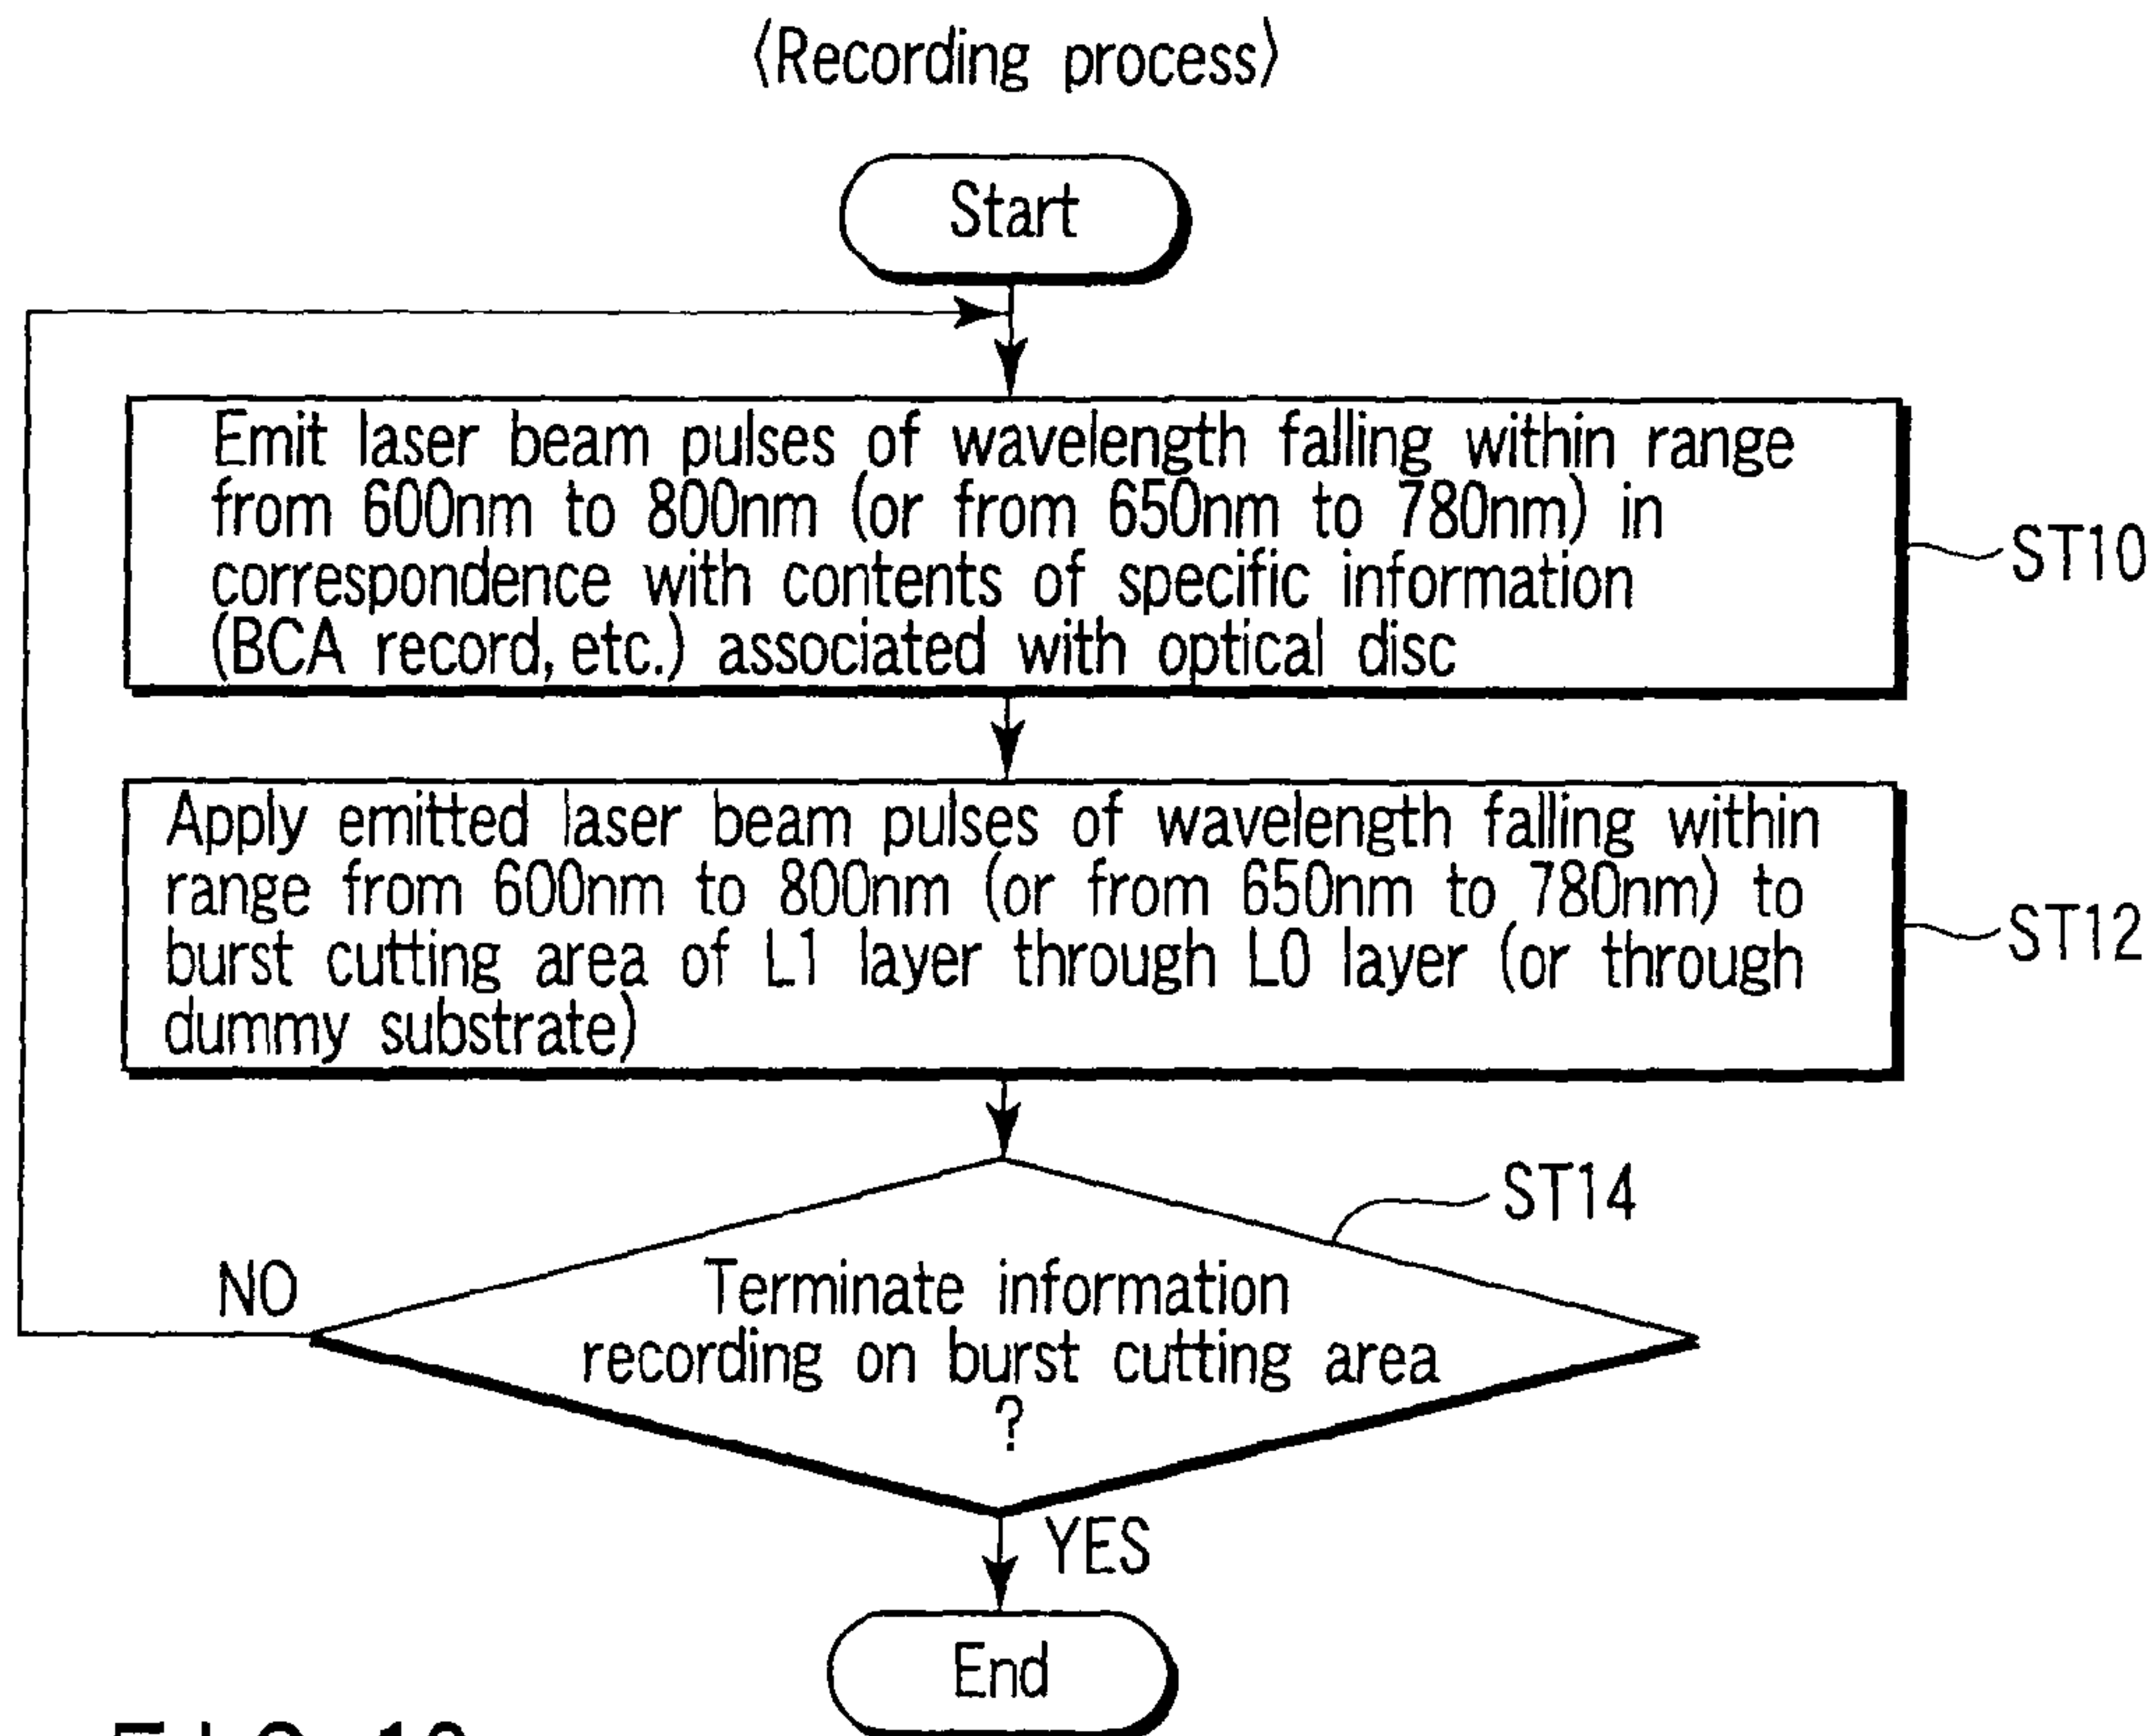 〈Recording process〉
Start
Emit laser beam pulses of wavelength falling within range
from 600nm to 800nm (or from 650nm to 780nm) in
correspondence with contents of specific information
(BCA record, etc.) associated with optical disc
ST10
Apply emitted laser beam pulses of wavelength falling within
range from 600nm to 800nm (or from 650nm to 780nm) to
burst cutting area of L1 layer through L0 layer (or through
dummy substrate)
ST12
ST14
NO
Terminate information
recording on burst cutting area
?
YES
End